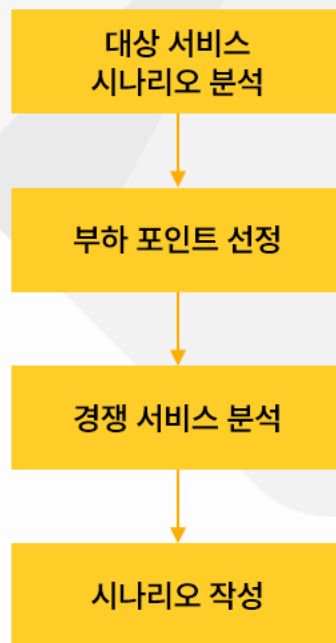 대상 서비스
시나리오 분석
부하 포인트 선정
경쟁 서비스 분석
시나리오 작성